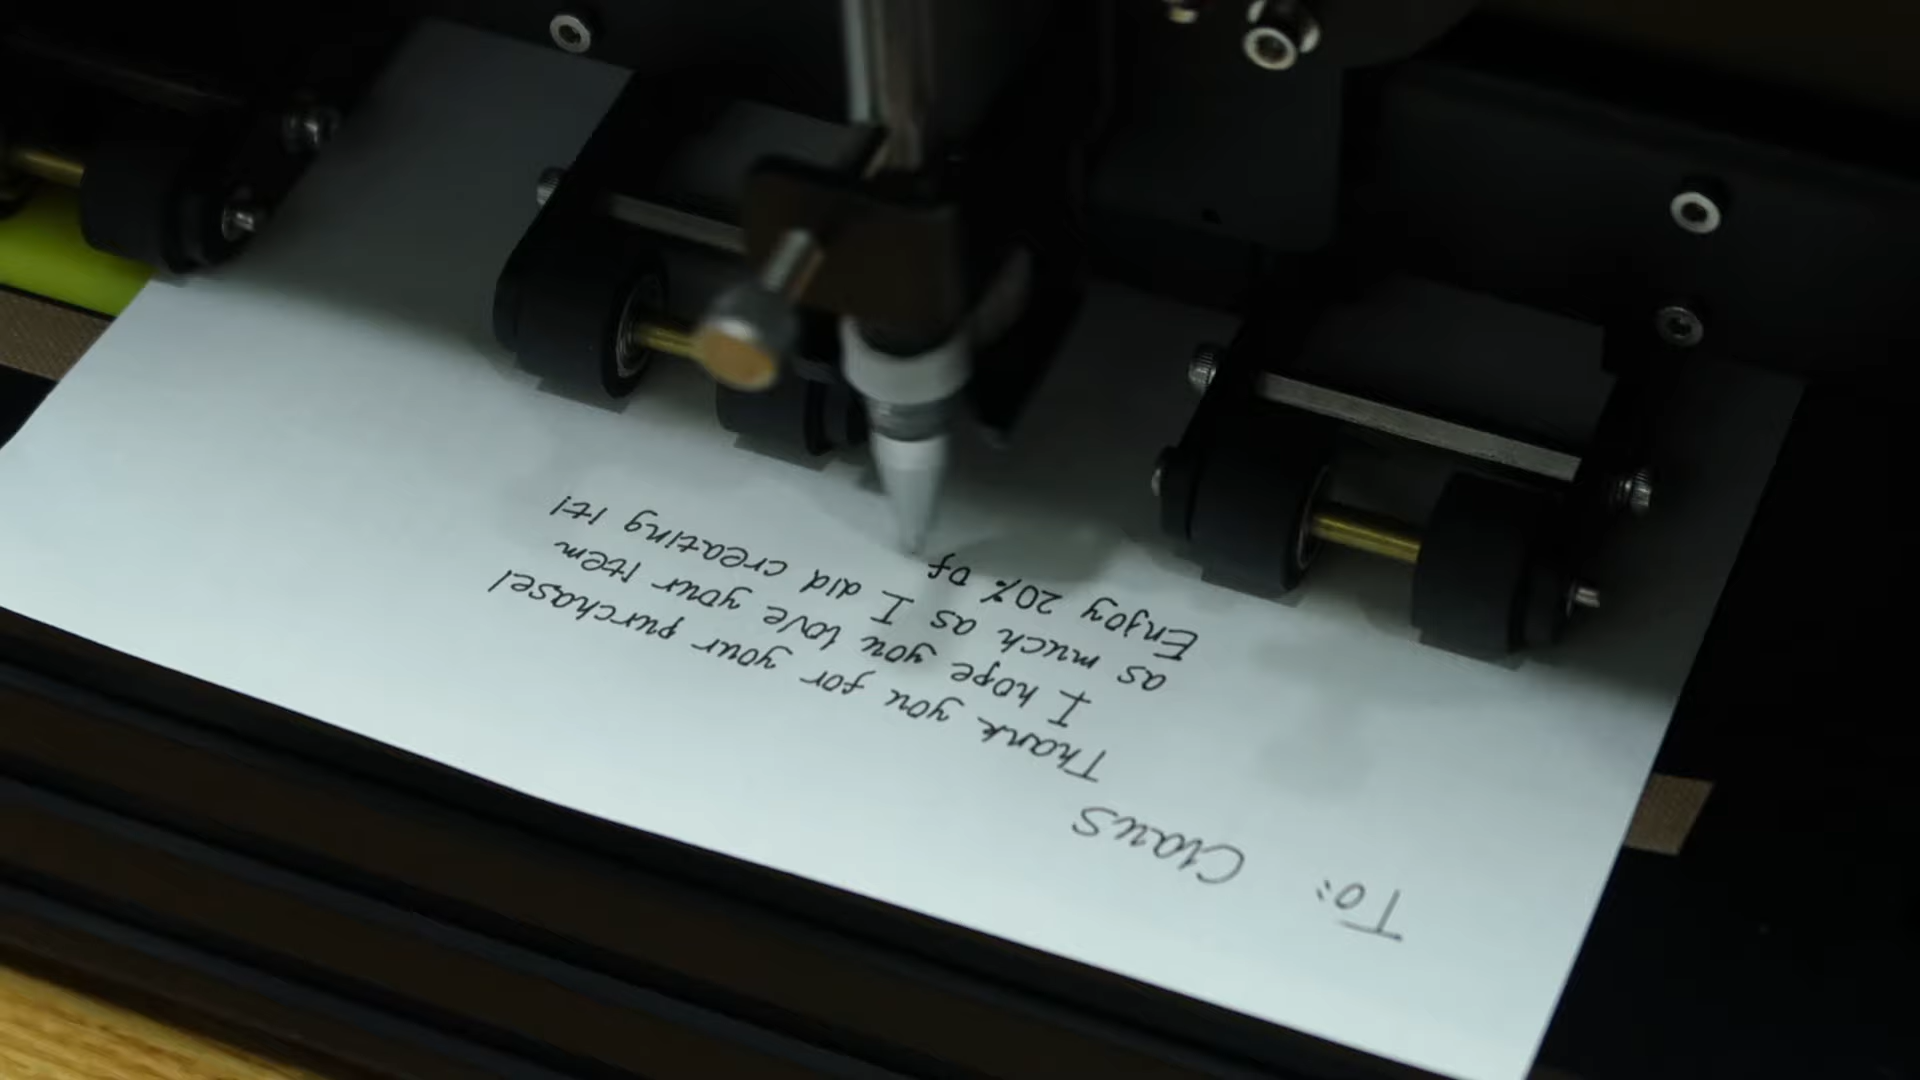 To: Claus
Thank you for your purchase!
I hope you love your item
as much as I did creating it!
Enjoy 20% of